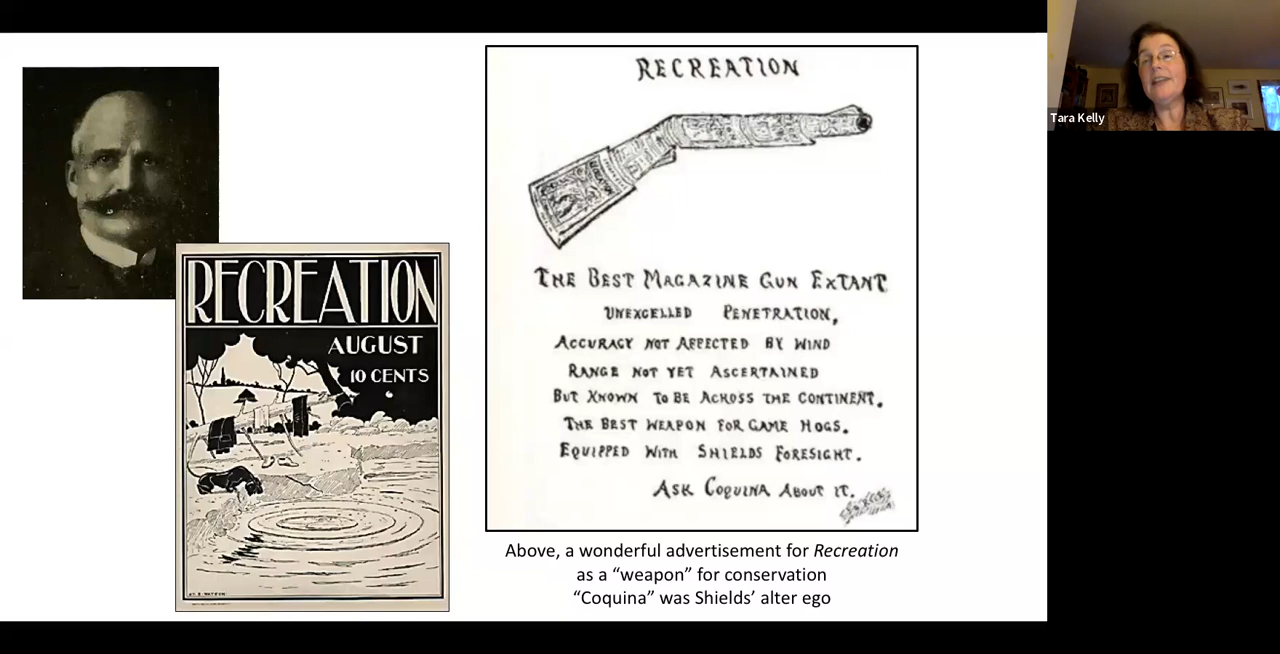 RECREATION
AUGUST
10 CENTS
RECREATION
THE BEST MAGAZINE GUN EXTANT
UNEXCELLED PENETRATION,
ACCURACY NOT AFFECTED BY WIND
RANGE NOT YET ASCERTAINED
BUT KNOWN TO BE ACROSS THE CONTINENT.
THE BEST WEAPON FOR GAME HOGS.
EQUIPPED WITH SHIELDS FORESIGHT.
ASK COQUINA ABOUT IT.
Above, a wonderful advertisement for Recreation
as a “weapon” for conservation
“Coquina” was Shields’ alter ego
Tara Kelly